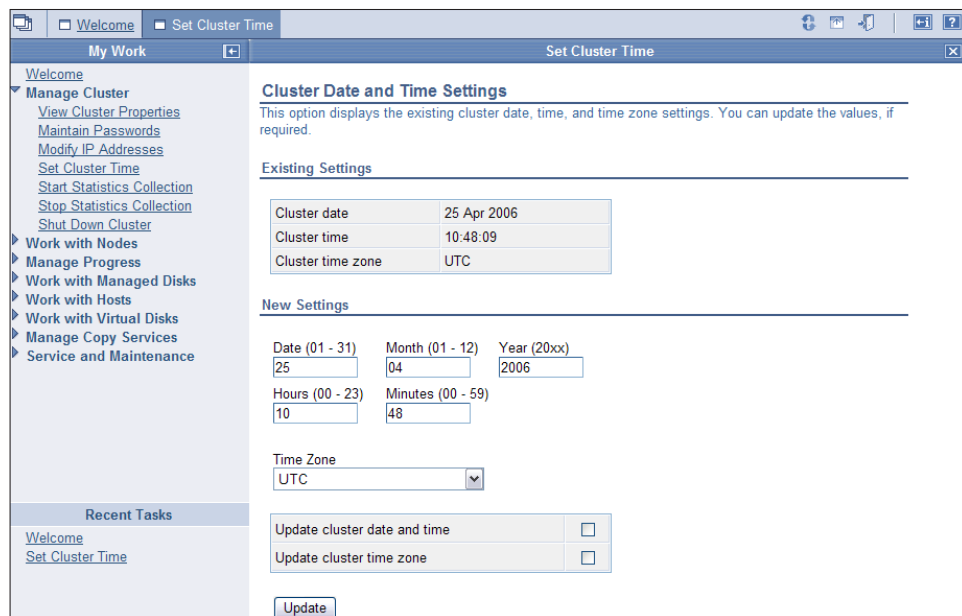 Welcome
Set Cluster Time
My Work
Set Cluster Time
Welcome
Manage Cluster
View Cluster Properties
Maintain Passwords
Modify IP Addresses
Set Cluster Time
Start Statistics Collection
Stop Statistics Collection
Shut Down Cluster
Work with Nodes
Manage Progress
Work with Managed Disks
Work with Hosts
Work with Virtual Disks
Manage Copy Services
Service and Maintenance
Recent Tasks
Welcome
Set Cluster Time
Cluster Date and Time Settings
This option displays the existing cluster date, time, and time zone settings. You can update the values, if
required.
Existing Settings
Cluster date 25 Apr 2006
Cluster time 10:48:09
Cluster time zone UTC
New Settings
Date (01 - 31) Month (01 - 12) Year (20xx)
25 04 2006
Hours (00 - 23) Minutes (00 - 59)
10 48
Time Zone
UTC
Update cluster date and time
Update cluster time zone
Update